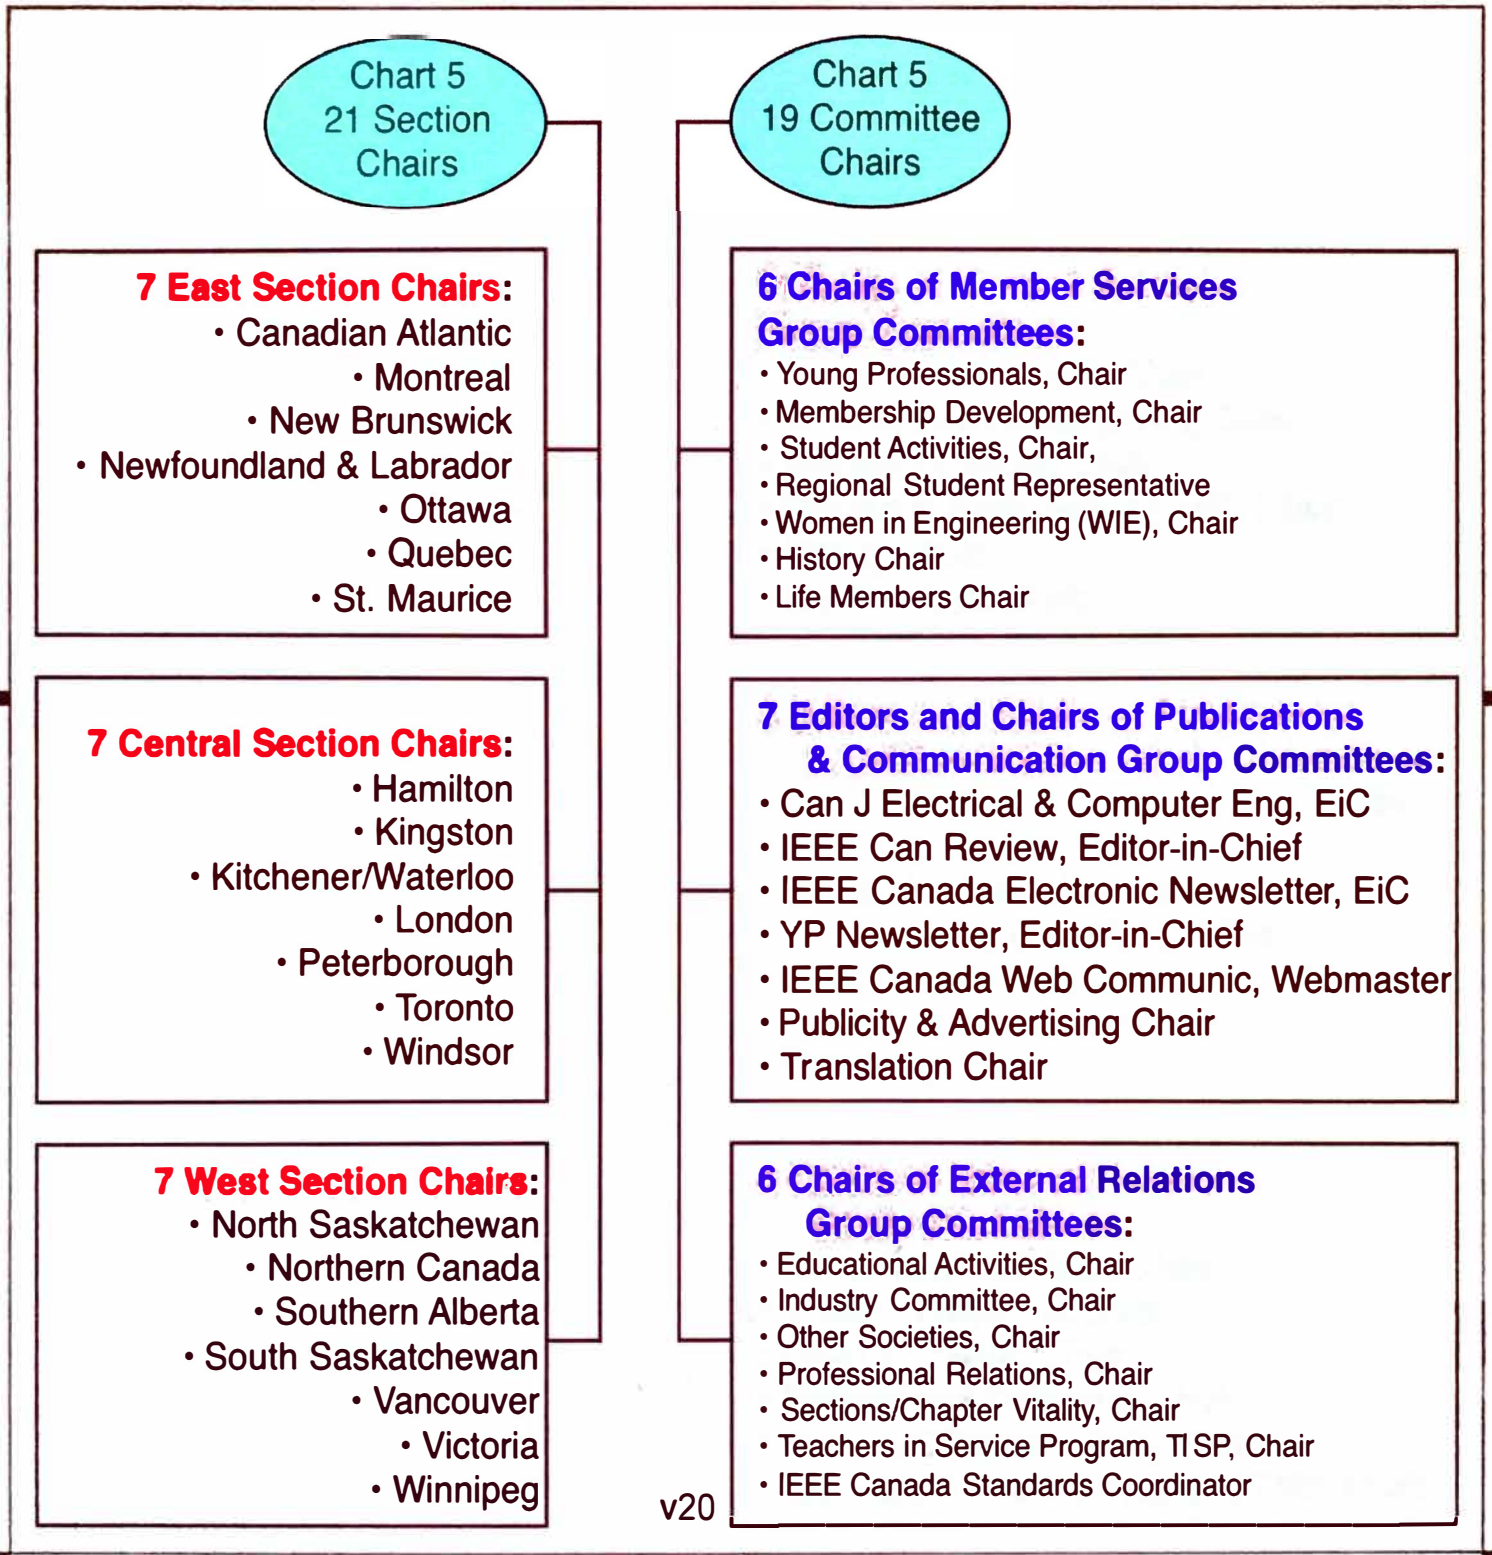 Chart 5
21 Section
Chairs
7 East Section Chairs:
• Canadian Atlantic
• Montreal
• New Brunswick
• Newfoundland & Labrador
• Ottawa
• Quebec
• St. Maurice
7 Central Section Chairs:
• Hamilton
• Kingston
• Kitchener/Waterloo
• London
• Peterborough
• Toronto
• Windsor
7 West Section Chairs:
• North Saskatchewan
• Northern Canada
• Southern Alberta
• South Saskatchewan
• Vancouver
• Victoria
• Winnipeg
Chart 5
19 Committee
Chairs
6 Chairs of Member Services
Group Committees:
• Young Professionals, Chair
• Membership Development, Chair
• Student Activities, Chair,
• Regional Student Representative
• Women in Engineering (WIE), Chair
• History Chair
• Life Members Chair
7 Editors and Chairs of Publications
& Communication Group Committees:
• Can J Electrical & Computer Eng, EiC
• IEEE Can Review, Editor-in-Chief
• IEEE Canada Electronic Newsletter, EiC
• YP Newsletter, Editor-in-Chief
• IEEE Canada Web Communic, Webmaster
• Publicity & Advertising Chair
• Translation Chair
6 Chairs of External Relations
Group Committees:
• Educational Activities, Chair
• Industry Committee, Chair
• Other Societies, Chair
• Professional Relations, Chair
• Sections/Chapter Vitality, Chair
• Teachers in Service Program, TISP, Chair
• IEEE Canada Standards Coordinator
v20